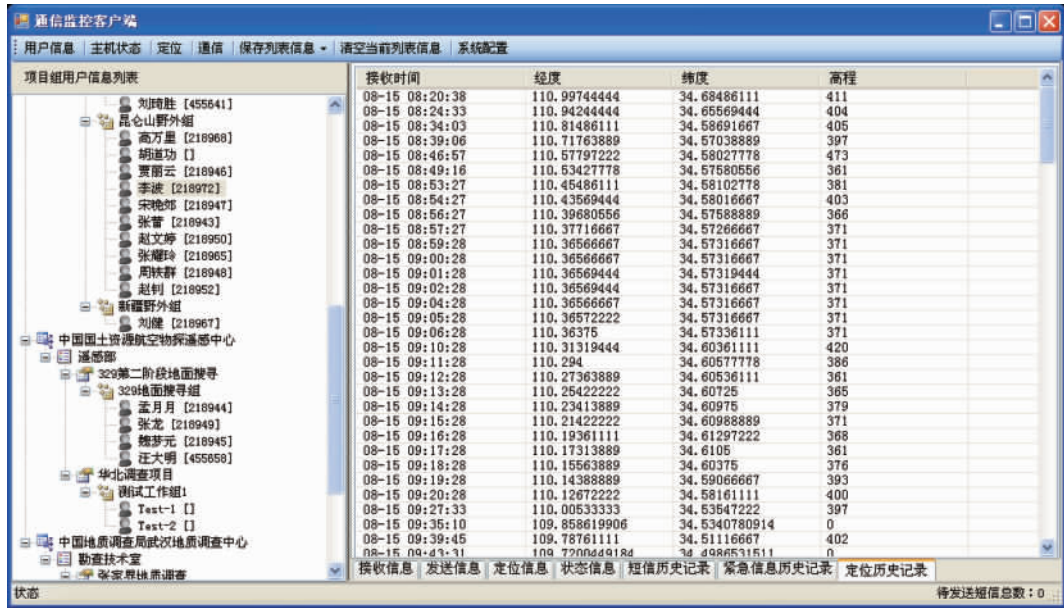 通信监控客户端
用户信息 主机状态 定位 通信 保存列表信息 清空当前列表信息 系统配置
项目组用户信息列表
刘琦胜 [455641]
昆仑山野外组
高万里 [218968]
胡道功 []
贾丽云 [218946]
李波 [218972]
宋晚郊 [218947]
张蕾 [218943]
赵文婷 [218950]
张耀玲 [218965]
周铁群 [218948]
赵钊 [218952]
新疆野外组
刘健 [218967]
中国国土资源航空物探遥感中心
遥感部
329第二阶段地面搜寻
329地面搜寻组
孟月月 [218944]
张龙 [218949]
魏梦元 [218945]
汪大明 [455658]
华北调查项目
测试工作组1
Test-1 []
Test-2 []
中国地质调查局武汉地质调查中心
勘查技术室
张家界地质调查
接收时间 经度 纬度 高程
08-15 08:20:38 110.99744444 34.68486111 411
08-15 08:24:33 110.94244444 34.65569444 404
08-15 08:34:03 110.81486111 34.58691667 405
08-15 08:39:06 110.71763889 34.57038889 397
08-15 08:46:57 110.57797222 34.58027778 473
08-15 08:49:16 110.53427778 34.57580556 361
08-15 08:53:27 110.45486111 34.58102778 381
08-15 08:54:27 110.43569444 34.58016667 403
08-15 08:56:27 110.39680556 34.57588889 366
08-15 08:57:27 110.37716667 34.57266667 371
08-15 08:59:28 110.36566667 34.57316667 371
08-15 09:00:28 110.36566667 34.57316667 371
08-15 09:01:28 110.36569444 34.57319444 371
08-15 09:02:28 110.36569444 34.57316667 371
08-15 09:04:28 110.36566667 34.57316667 371
08-15 09:05:28 110.36572222 34.57316667 371
08-15 09:06:28 110.36375 34.57336111 371
08-15 09:10:28 110.31319444 34.60361111 420
08-15 09:11:28 110.294 34.60577778 386
08-15 09:12:28 110.27363889 34.60536111 361
08-15 09:13:28 110.25422222 34.60725 365
08-15 09:14:28 110.23413889 34.60975 379
08-15 09:15:28 110.21422222 34.60988889 371
08-15 09:16:28 110.19361111 34.61297222 368
08-15 09:17:28 110.17313889 34.6105 361
08-15 09:18:28 110.15563889 34.60375 376
08-15 09:19:28 110.14388889 34.59066667 393
08-15 09:20:28 110.12672222 34.58161111 400
08-15 09:27:33 110.00533333 34.53547222 397
08-15 09:35:10 109.858619906 34.5340780914 0
08-15 09:39:45 109.78761111 34.51116667 402
08-15 09:43:31 109.7200449184 34.4986531511 0
接收信息 发送信息 定位信息 状态信息 短信历史记录 紧急信息历史记录 定位历史记录
状态 待发送短信总数：0